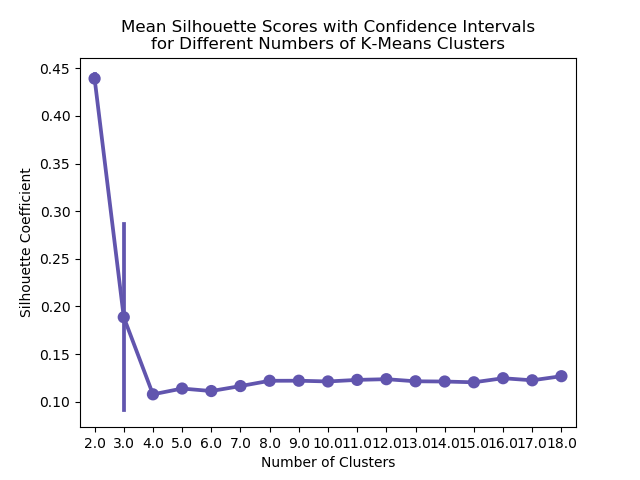 Mean Silhouette Scores with Confidence Intervals
for Different Numbers of K-Means Clusters
0.45
0.40
0.35
0.30
0.25
0.20
0.15
0.10
Silhouette Coefficient
2.0 3.0 4.0 5.0 6.0 7.0 8.0 9.0 10.0 11.0 12.0 13.0 14.0 15.0 16.0 17.0 18.0
Number of Clusters